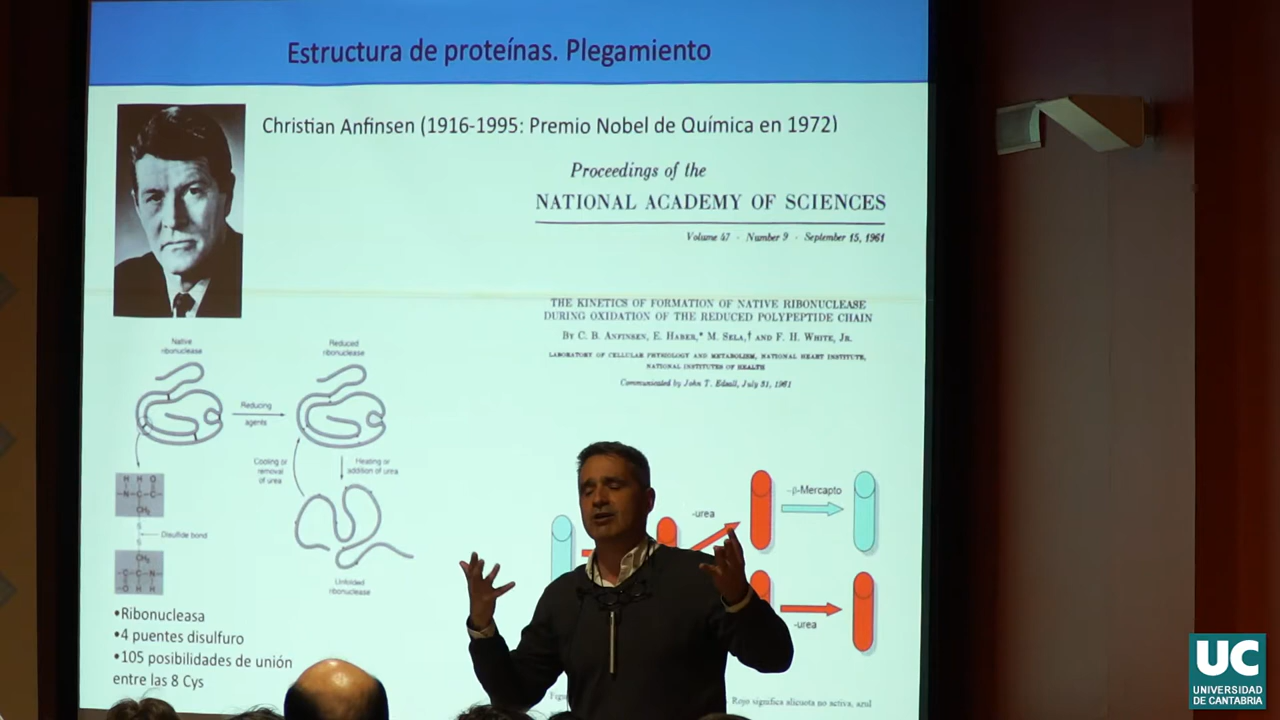 Estructura de proteínas. Plegamiento
Christian Anfinsen (1916-1995: Premio Nobel de Química en 1972)
Proceedings of the
NATIONAL ACADEMY OF SCIENCES
Volume 47 · Number 9 · September 15, 1961
THE KINETICS OF FORMATION OF NATIVE RIBONUCLEASE
DURING OXIDATION OF THE REDUCED POLYPEPTIDE CHAIN
By C. B. Anfinsen, E. Haber,* M. Sela,† and F. H. White, Jr.
LABORATORY OF CELLULAR PHYSIOLOGY AND METABOLISM, NATIONAL HEART INSTITUTE,
NATIONAL INSTITUTES OF HEALTH
Communicated by John T. Edsall, July 31, 1961
Native
ribonuclease
Reduced
ribonuclease
Reducing
agents
Cooling or
removal
of urea
Heating or
addition of urea
H H O
N-C-C
CH₂
S
Disulfide bond
S
CH₂
C-C-N
O H H
Unfolded
ribonuclease
•Ribonucleasa
•4 puentes disulfuro
•105 posibilidades de unión
entre las 8 Cys
-urea
-β-Mercapto
-urea
Rojo significa alícuota no activa, azul
UC
UNIVERSIDAD
DE CANTABRIA